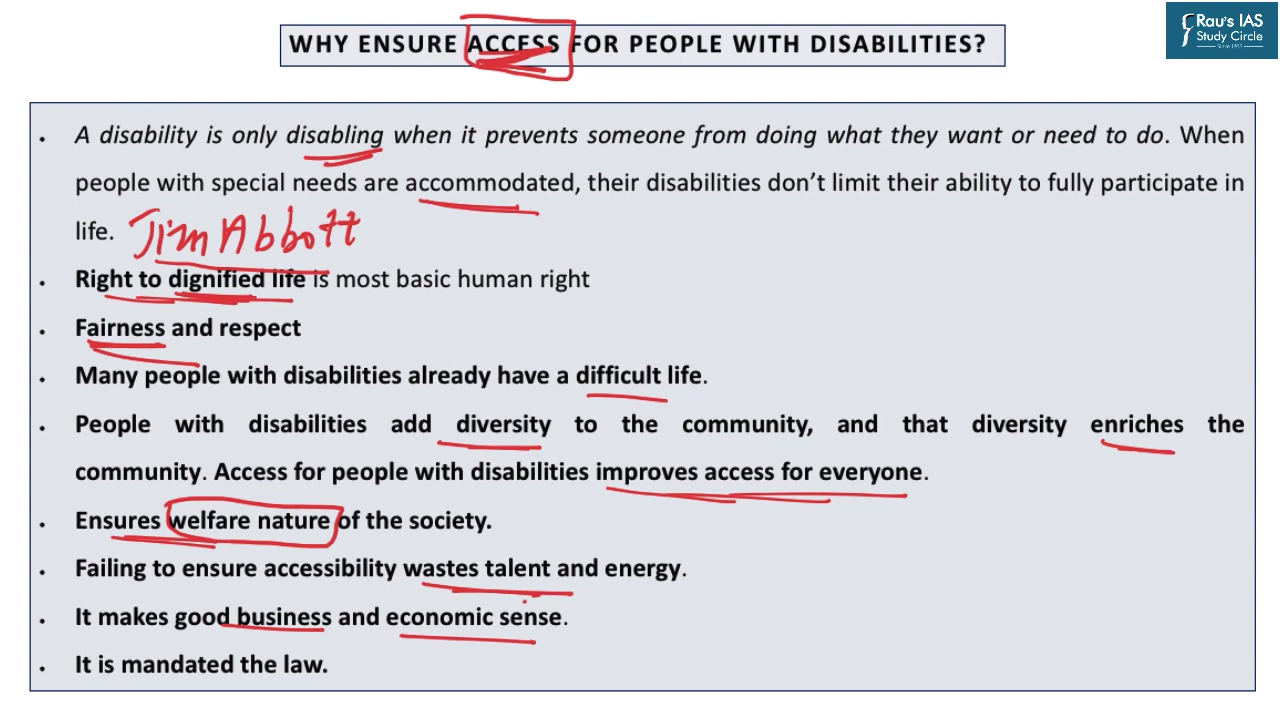 WHY ENSURE ACCESS FOR PEOPLE WITH DISABILITIES?
Rau's IAS
Study Circle
Since 1953
• A disability is only disabling when it prevents someone from doing what they want or need to do. When
people with special needs are accommodated, their disabilities don't limit their ability to fully participate in
life. Jim Abbott
• Right to dignified life is most basic human right
• Fairness and respect
• Many people with disabilities already have a difficult life.
• People with disabilities add diversity to the community, and that diversity enriches the
community. Access for people with disabilities improves access for everyone.
• Ensures welfare nature of the society.
• Failing to ensure accessibility wastes talent and energy.
• It makes good business and economic sense.
• It is mandated the law.